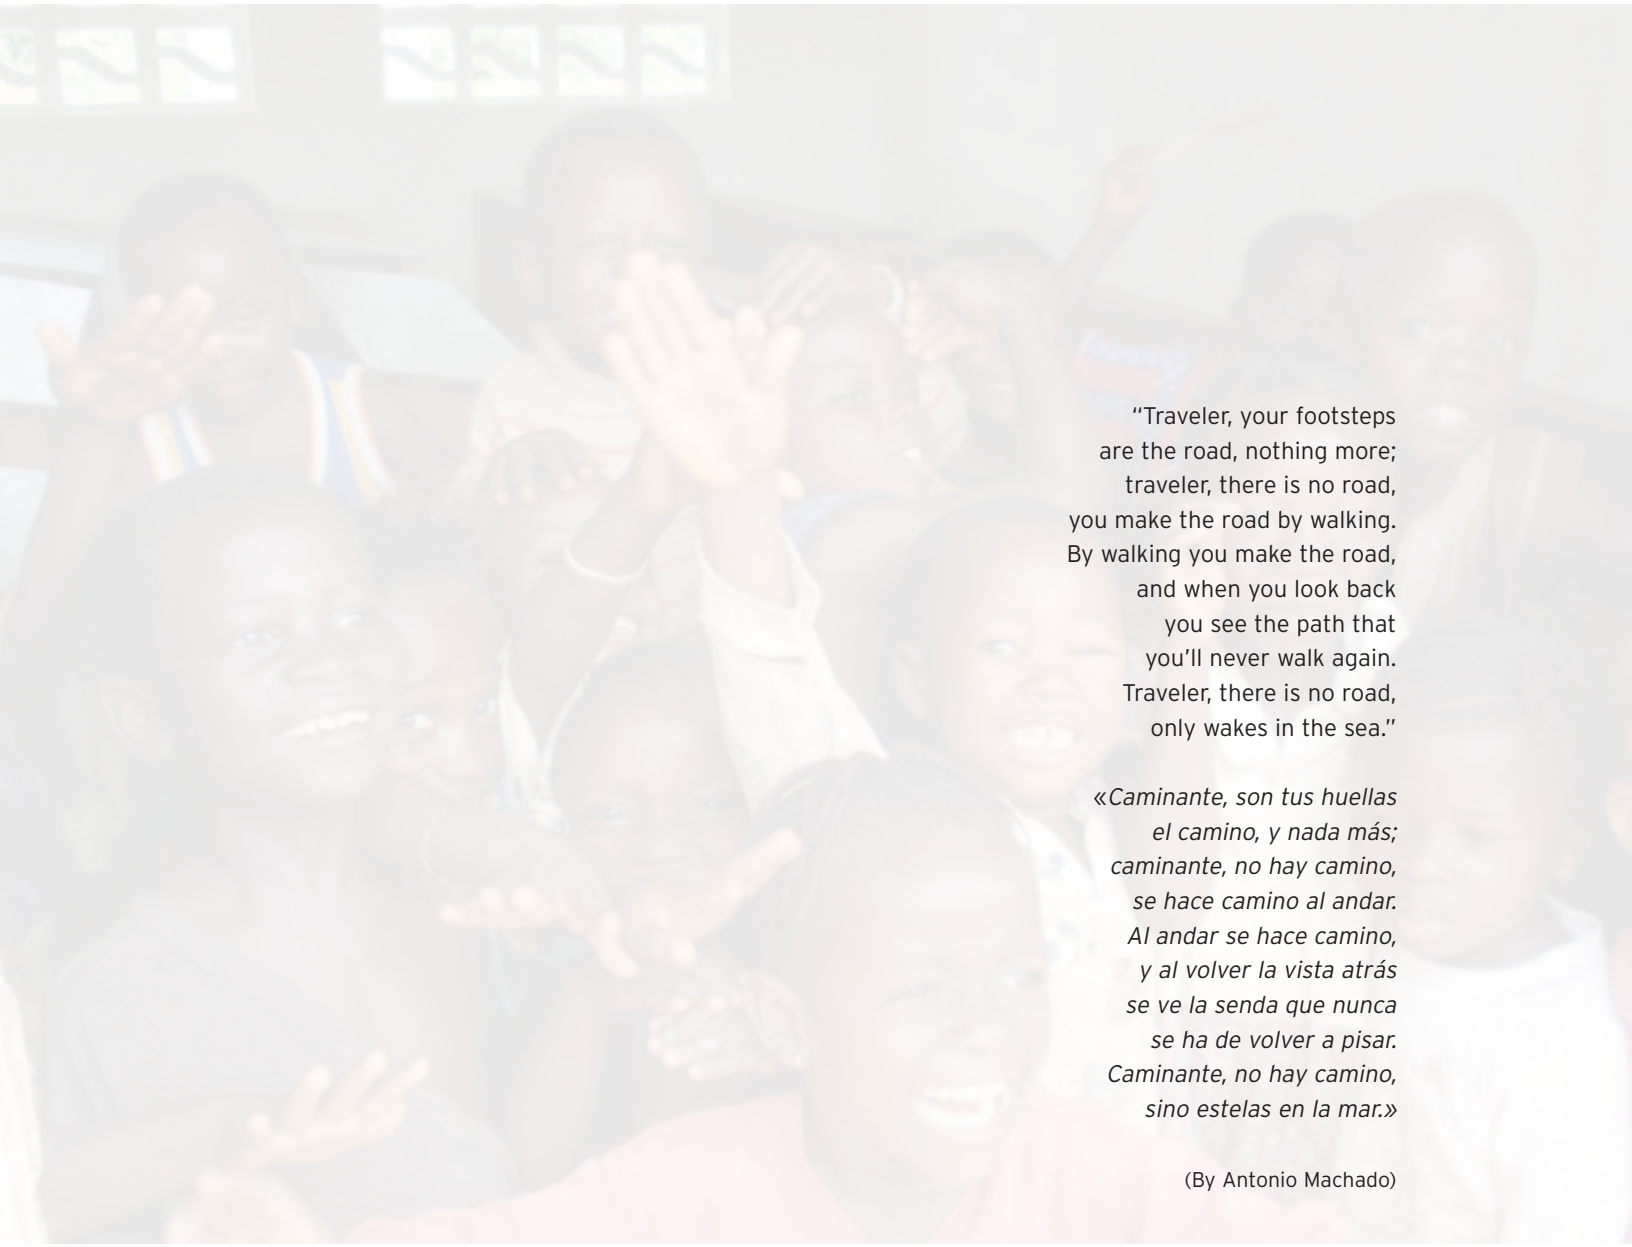 “Traveler, your footsteps
are the road, nothing more;
traveler, there is no road,
you make the road by walking.
By walking you make the road,
and when you look back
you see the path that
you’ll never walk again.
Traveler, there is no road,
only wakes in the sea.”
«Caminante, son tus huellas
el camino, y nada más;
caminante, no hay camino,
se hace camino al andar.
Al andar se hace camino,
y al volver la vista atrás
se ve la senda que nunca
se ha de volver a pisar.
Caminante, no hay camino,
sino estelas en la mar.»
(By Antonio Machado)